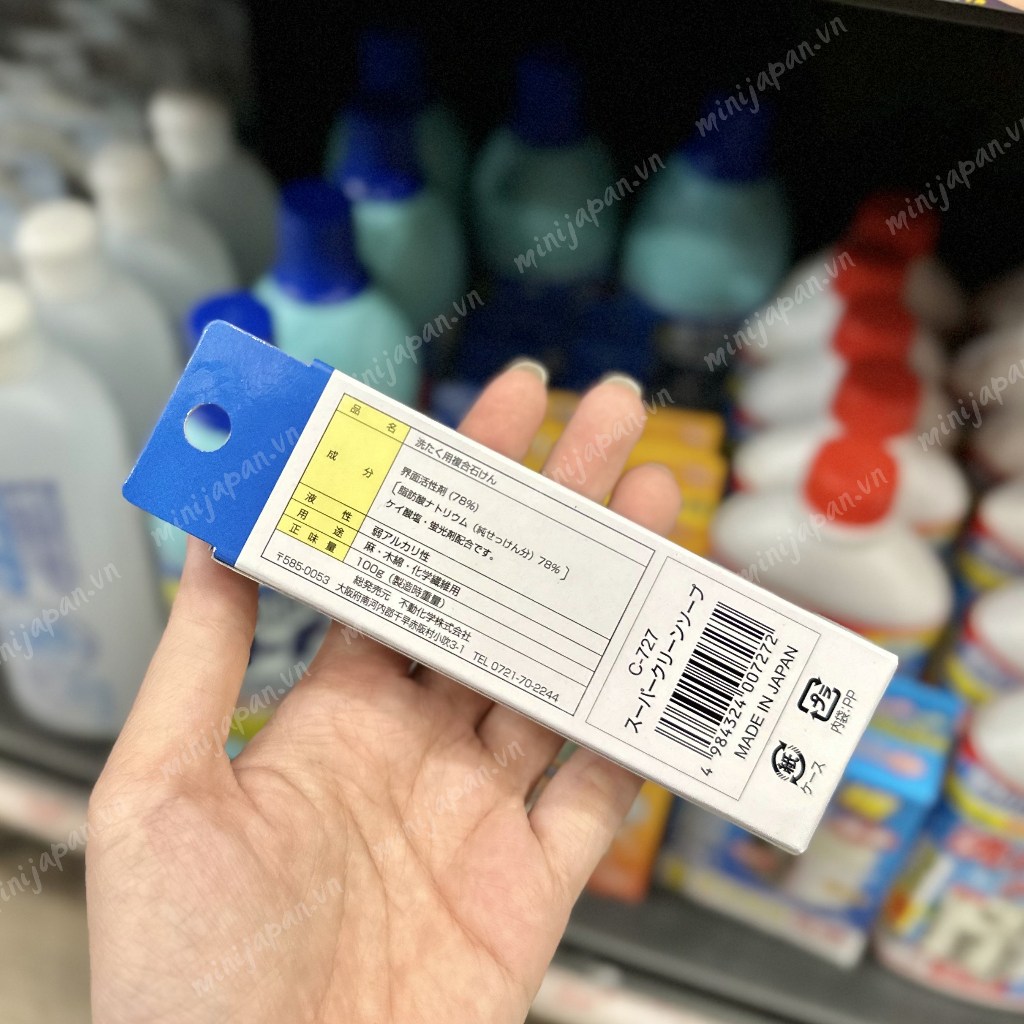 品 名
洗たく用複合石けん
成 分
界面活性剤（78％）
[脂肪酸ナトリウム（純せっけん分）78％]
ケイ酸塩・蛍光剤配合です。
液 性
弱アルカリ性
用 途
麻・木綿・化学繊維用
正 味 量
100g（製造時重量）
総発売元 不動化学株式会社
〒585-0053 大阪府南河内郡千早赤阪村小吹3-1 TEL 0721-70-2244
C-727
スーパークリーンソープ
4 984324 007272
MADE IN JAPAN
プラ
内袋:PP
紙
ケース
minijapan.vn